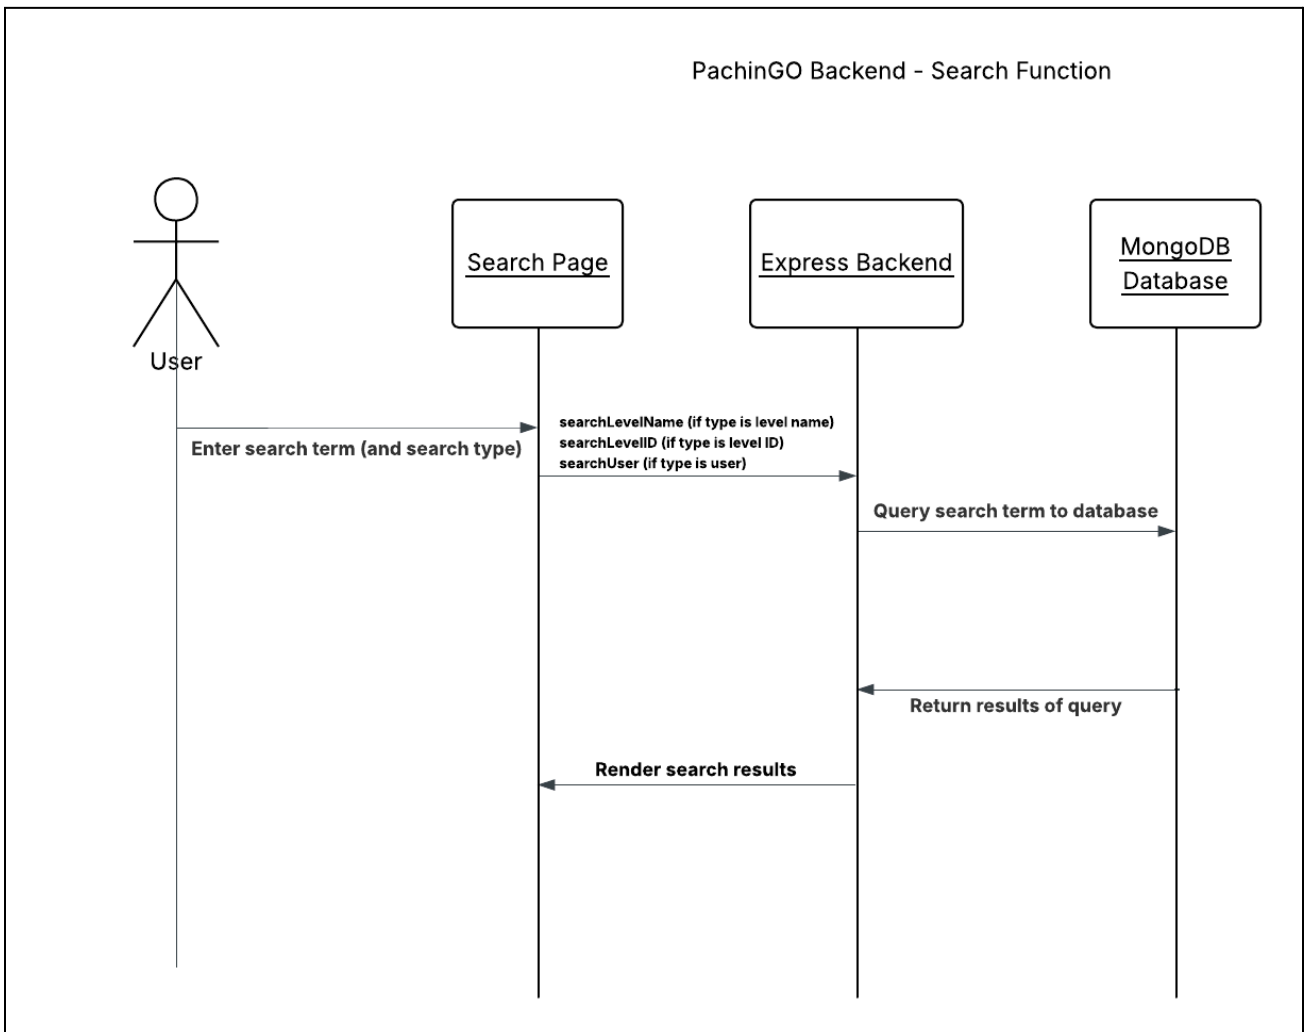 PachinGO Backend - Search Function
Search Page
Express Backend
MongoDB
Database
User
Enter search term (and search type)
searchLevelName (if type is level name)
searchLevelID (if type is level ID)
searchUser (if type is user)
Query search term to database
Return results of query
Render search results